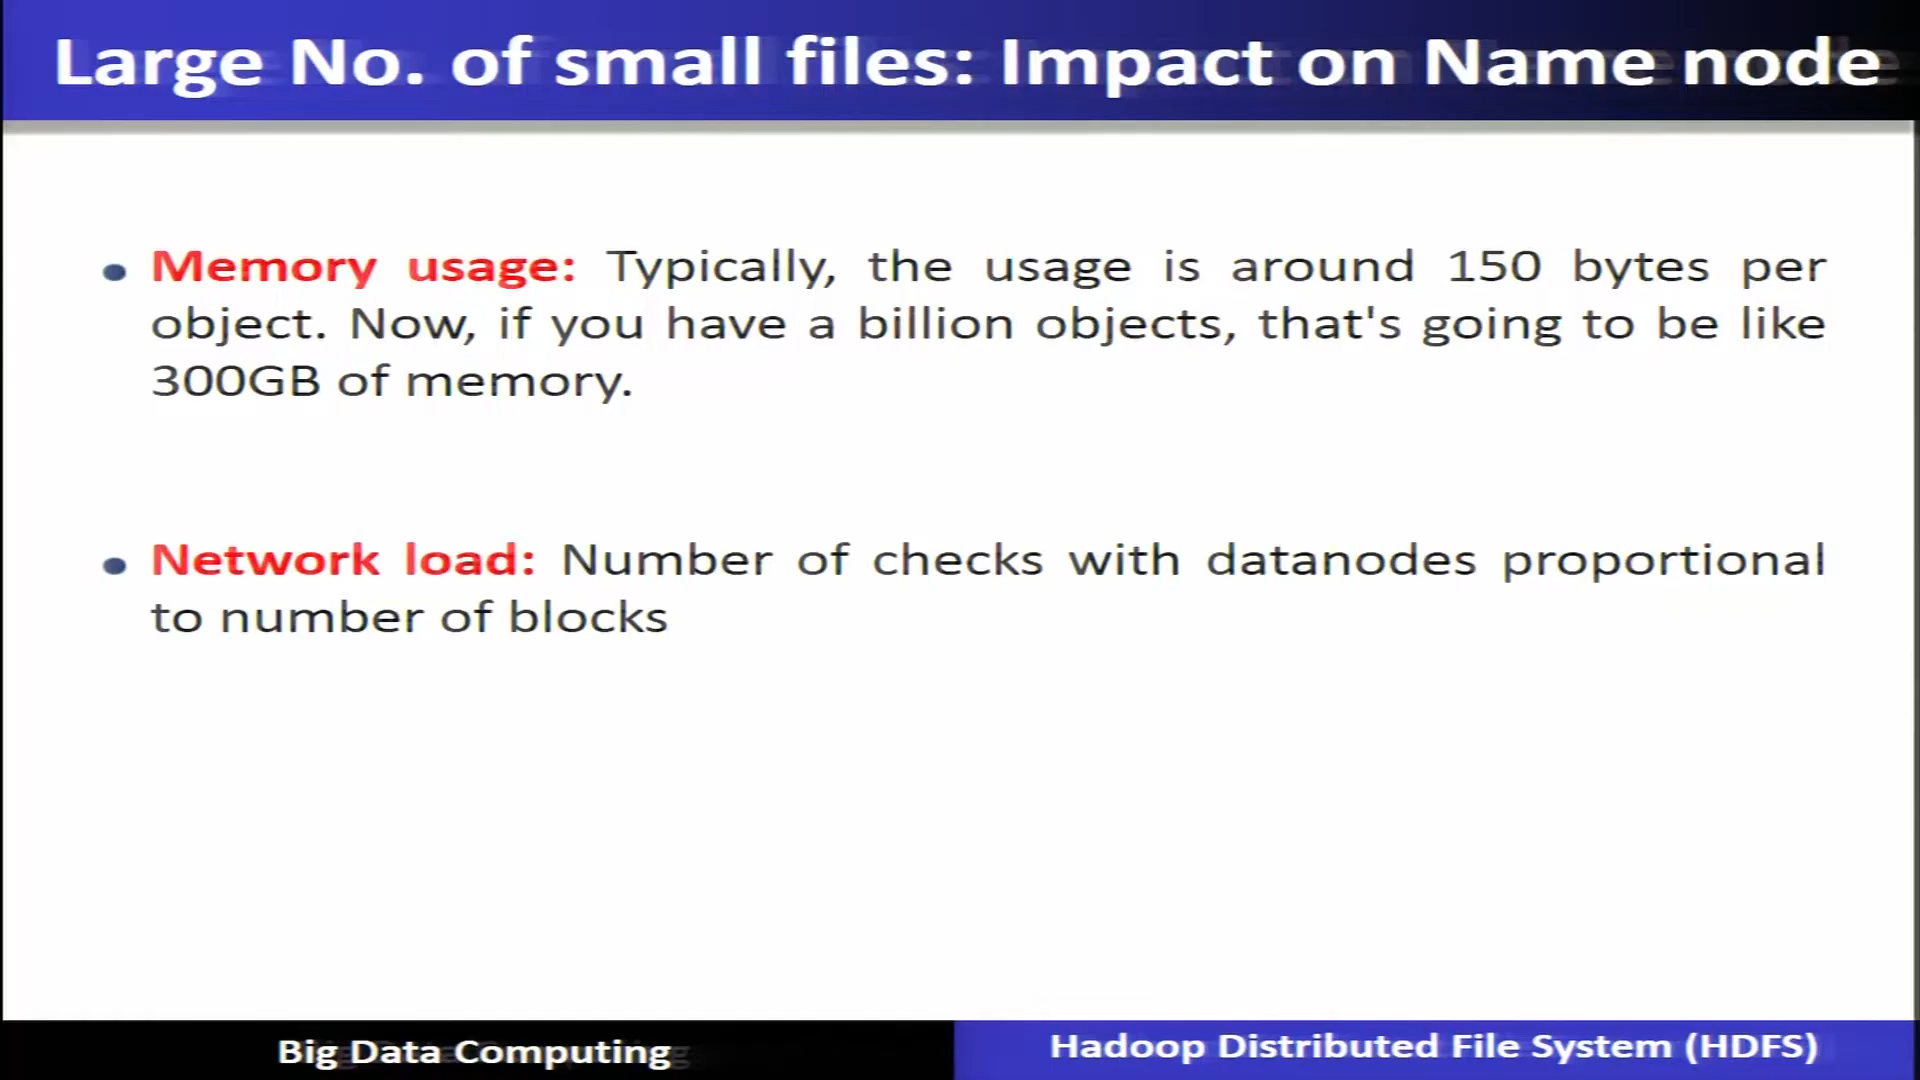 Large No. of small files: Impact on Name node
• Memory usage: Typically, the usage is around 150 bytes per
object. Now, if you have a billion objects, that's going to be like
300GB of memory.
• Network load: Number of checks with datanodes proportional
to number of blocks
Big Data Computing
Hadoop Distributed File System (HDFS)